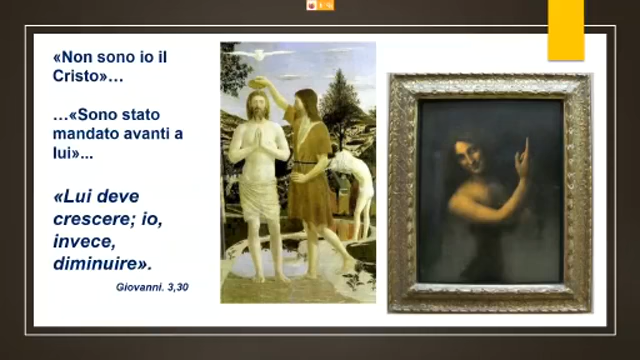 «Non sono io il
Cristo»…
…«Sono stato
mandato avanti a
lui»...
«Lui deve
crescere; io,
invece,
diminuire».
Giovanni. 3,30